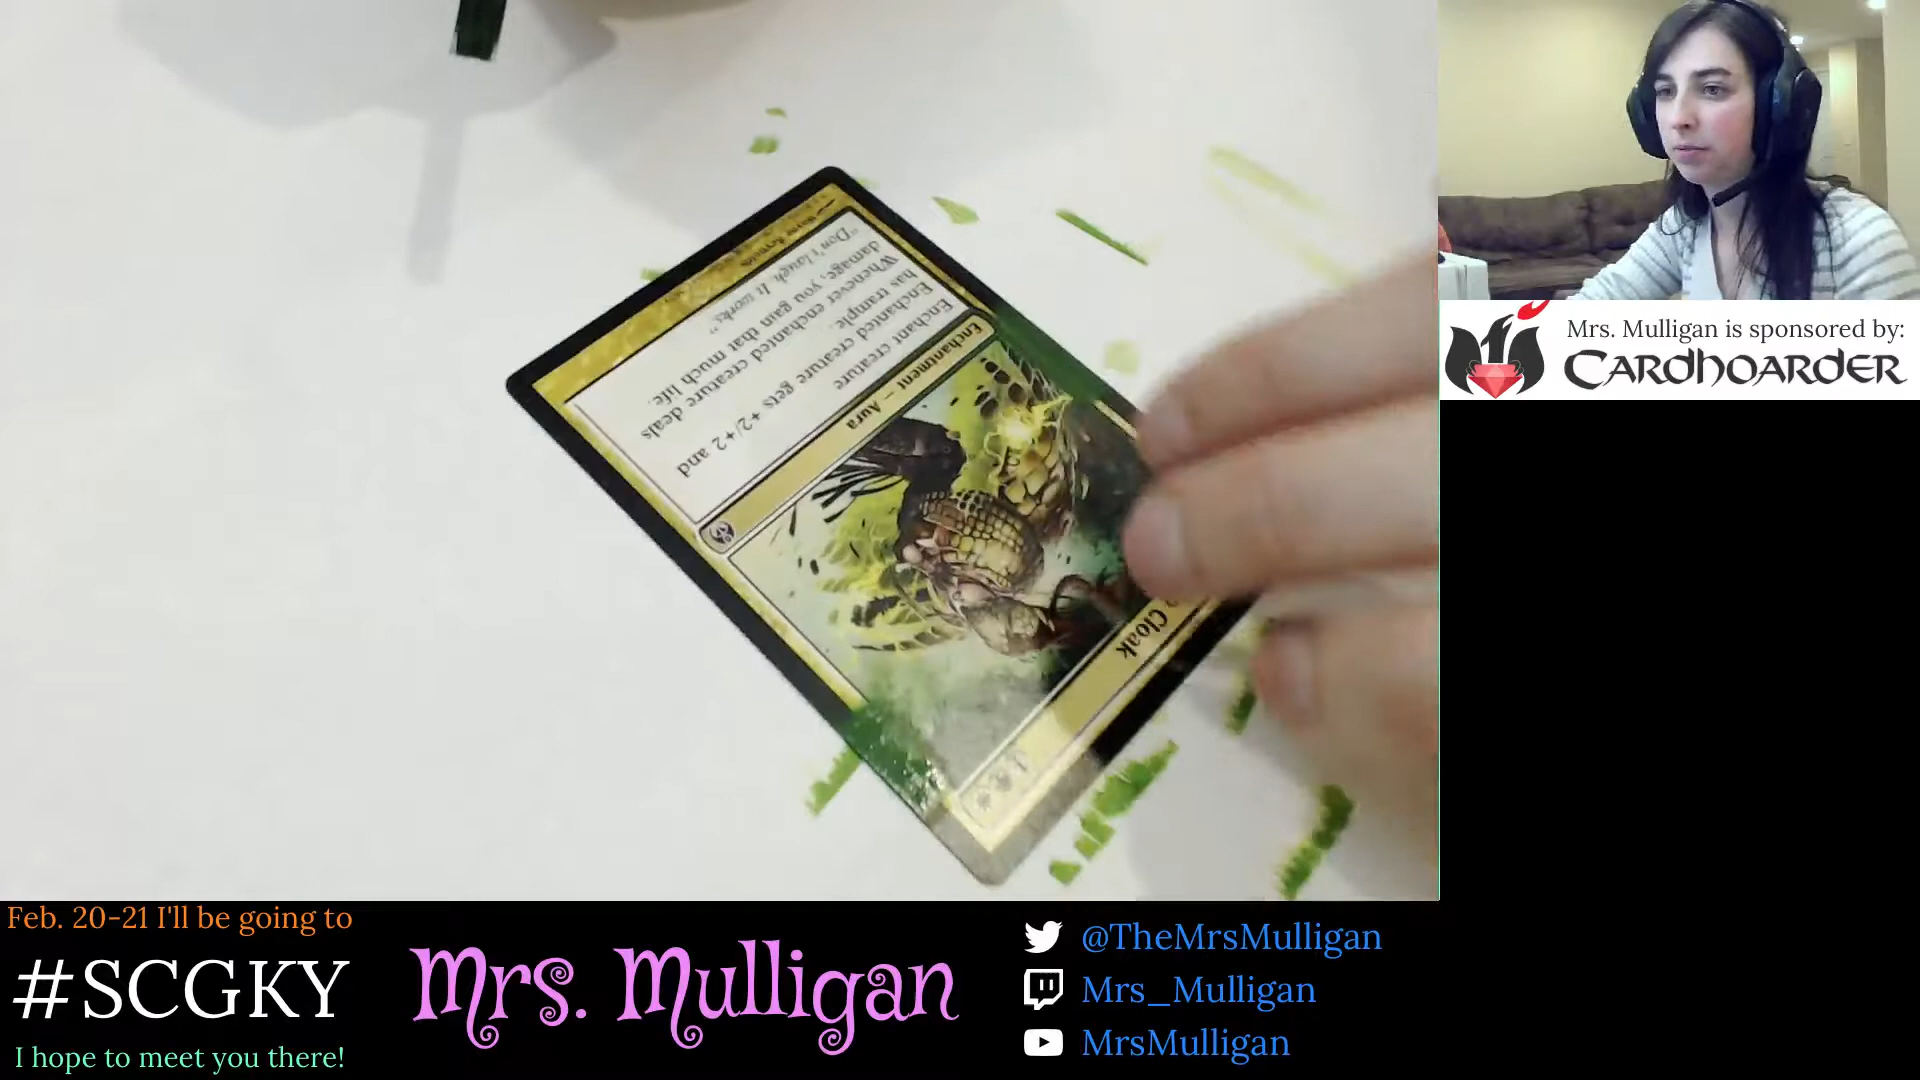 Cloak
Enchantment – Aura
Enchant creature
Enchanted creature gets +2/+2 and
has trample.
Whenever enchanted creature deals
damage, you gain that much life.
"Don't laugh. It works."
Mrs. Mulligan is sponsored by:
CARDHOARDER
Feb. 20-21 I'll be going to
#SCGKY
I hope to meet you there!
Mrs. Mulligan
@TheMrsMulligan
Mrs_Mulligan
MrsMulligan